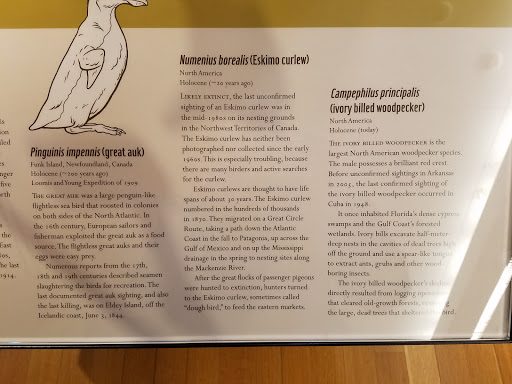 Pinguinis impennis (great auk)
Funk Island, Newfoundland, Canada
Holocene (~200 years ago)
Loomis and Young Expedition of 1909
THE GREAT AUK was a large penguin-like
flightless sea bird that roosted in colonies
on both sides of the North Atlantic. In
the 16th century, European sailors and
fisherman exploited the great auk as a food
source. The flightless great auks and their
eggs were easy prey.
Numerous reports from the 17th,
18th and 19th centuries described seamen
slaughtering the birds for recreation. The
last documented great auk sighting, and also
the last killing, was on Eldey Island, off the
Icelandic coast, June 3, 1844.
Numenius borealis (Eskimo curlew)
North America
Holocene (~20 years ago)
LIKELY EXTINCT, the last unconfirmed
sighting of an Eskimo curlew was in
the mid-1980s on its nesting grounds
in the Northwest Territories of Canada.
The Eskimo curlew has neither been
photographed nor collected since the early
1960s. This is especially troubling, because
there are many birders and active searches
for the curlew.
Eskimo curlews are thought to have life
spans of about 30 years. The Eskimo curlew
numbered in the hundreds of thousands
in 1870. They migrated on a Great Circle
Route, taking a path down the Atlantic
Coast in the fall to Patagonia, up across the
Gulf of Mexico and on up the Mississippi
drainage in the spring to nesting sites along
the Mackenzie River.
After the great flocks of passenger pigeons
were hunted to extinction, hunters turned
to the Eskimo curlew, sometimes called
"dough bird," to feed the eastern markets.
Campephilus principalis
(ivory billed woodpecker)
North America
Holocene (today)
THE IVORY BILLED WOODPECKER is the
largest North American woodpecker species.
The male possesses a brilliant red crest.
Before unconfirmed sightings in Arkansas
in 2005, the last confirmed sighting of
the ivory billed woodpecker occurred in
Cuba in 1948.
It once inhabited Florida's dense cypress
swamps and the Gulf Coast's forested
wetlands. Ivory bills excavate half-meter-
deep nests in the cavities of dead trees high
off the ground and use a spear-like tongue
to extract ants, grubs and other wood-
boring insects.
The ivory billed woodpecker's decline
directly resulted from logging operations
that cleared old-growth forests,
the large, dead trees that sheltered the bird.